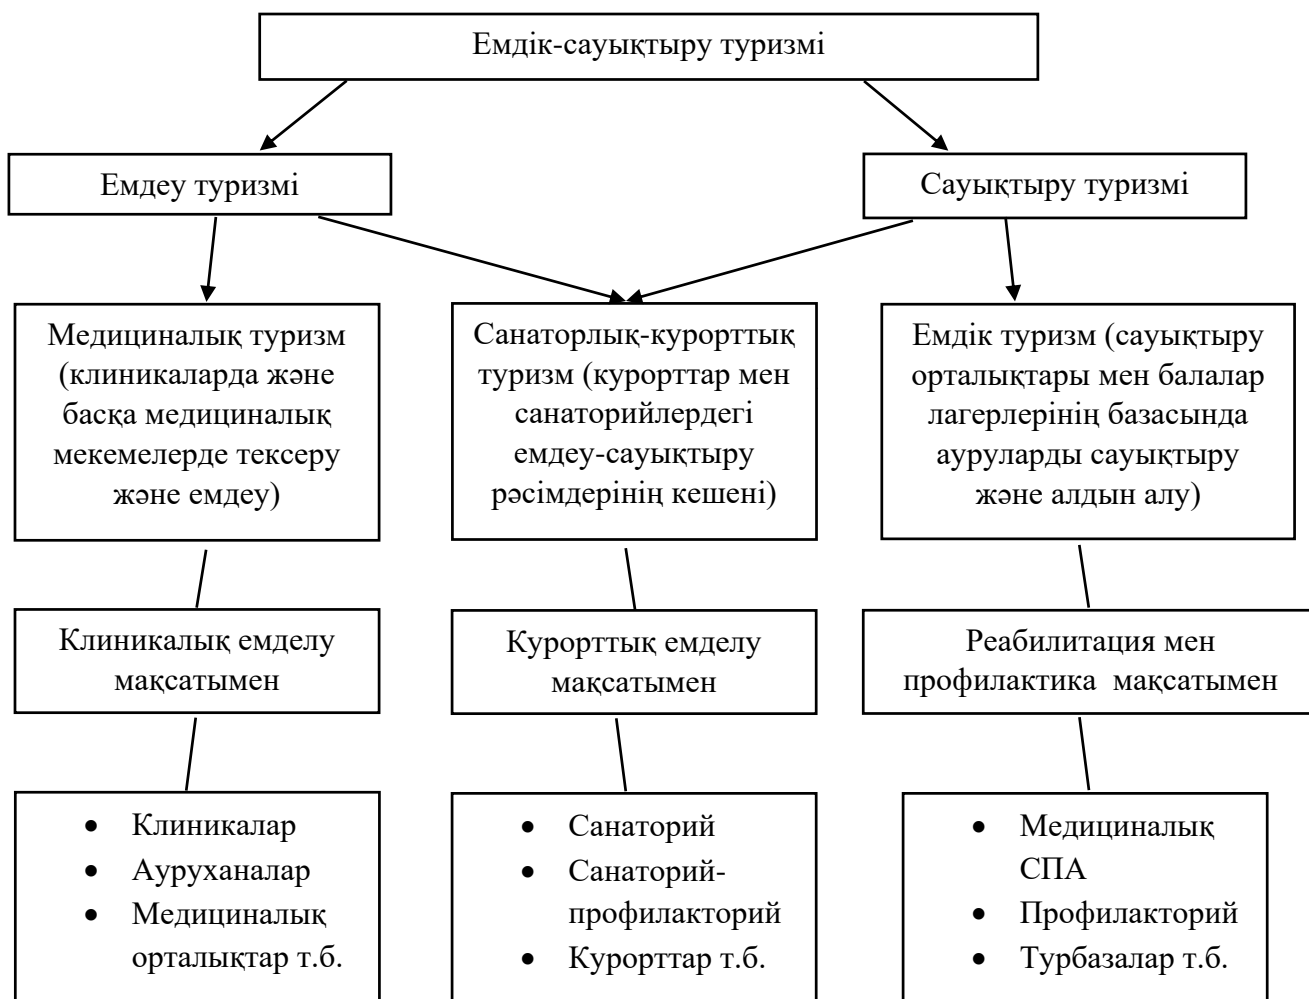 Емдік-сауықтыру туризмі
Емдеу туризмі
Сауықтыру туризмі
Медициналық туризм
(клиникаларда және
басқа медициналық
мекемелерде тексеру
және емдеу)
Санаторлық-курорттық
туризм (курорттар мен
санаторийлердегі
емдеу-сауықтыру
рәсімдерінің кешені)
Емдік туризм (сауықтыру
орталықтары мен балалар
лагерлерінің базасында
ауруларды сауықтыру
және алдын алу)
Клиникалық емделу
мақсатымен
Курорттық емделу
мақсатымен
Реабилитация мен
профилактика  мақсатымен
• Клиникалар
• Ауруханалар
• Медициналық
орталықтар т.б.
• Санаторий
• Санаторий-
профилакторий
• Курорттар т.б.
• Медициналық
СПА
• Профилакторий
• Турбазалар т.б.